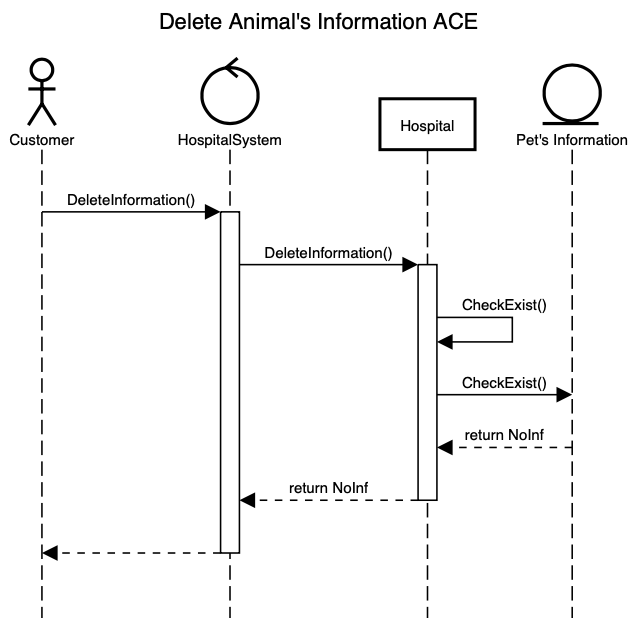 Delete Animal's Information ACE
Customer
HospitalSystem
Hospital
Pet's Information
DeleteInformation()
DeleteInformation()
CheckExist()
CheckExist()
return NoInf
return NoInf